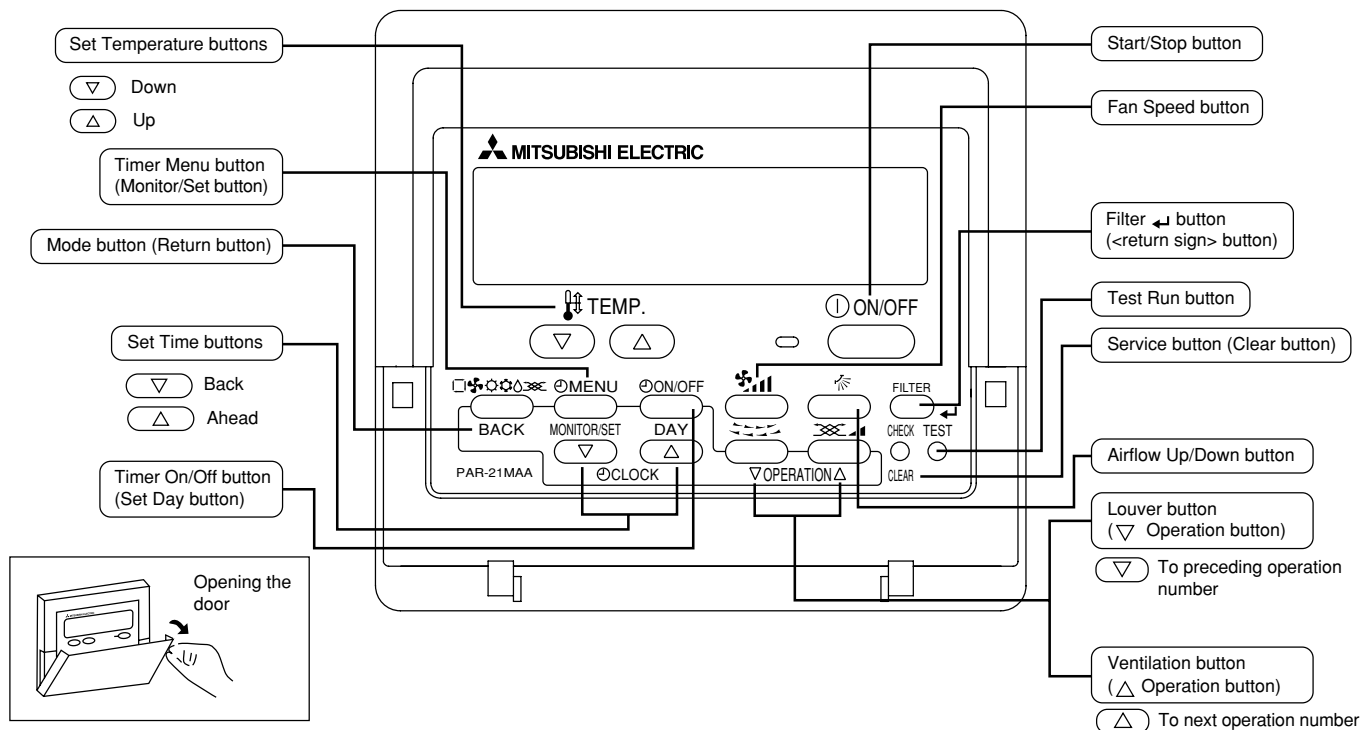 Set Temperature buttons
Down
Up
Timer Menu button
(Monitor/Set button)
Mode button (Return button)
Set Time buttons
Back
Ahead
Timer On/Off button
(Set Day button)
Opening the
door
MITSUBISHI ELECTRIC
TEMP.
ON/OFF
MENU
ON/OFF
FILTER
BACK
MONITOR/SET
DAY
CHECK
TEST
PAR-21MAA
CLOCK
▽OPERATION△
CLEAR
Start/Stop button
Fan Speed button
Filter ↵ button
(<return sign> button)
Test Run button
Service button (Clear button)
Airflow Up/Down button
Louver button
(▽ Operation button)
▽ To preceding operation
number
Ventilation button
(△ Operation button)
△ To next operation number